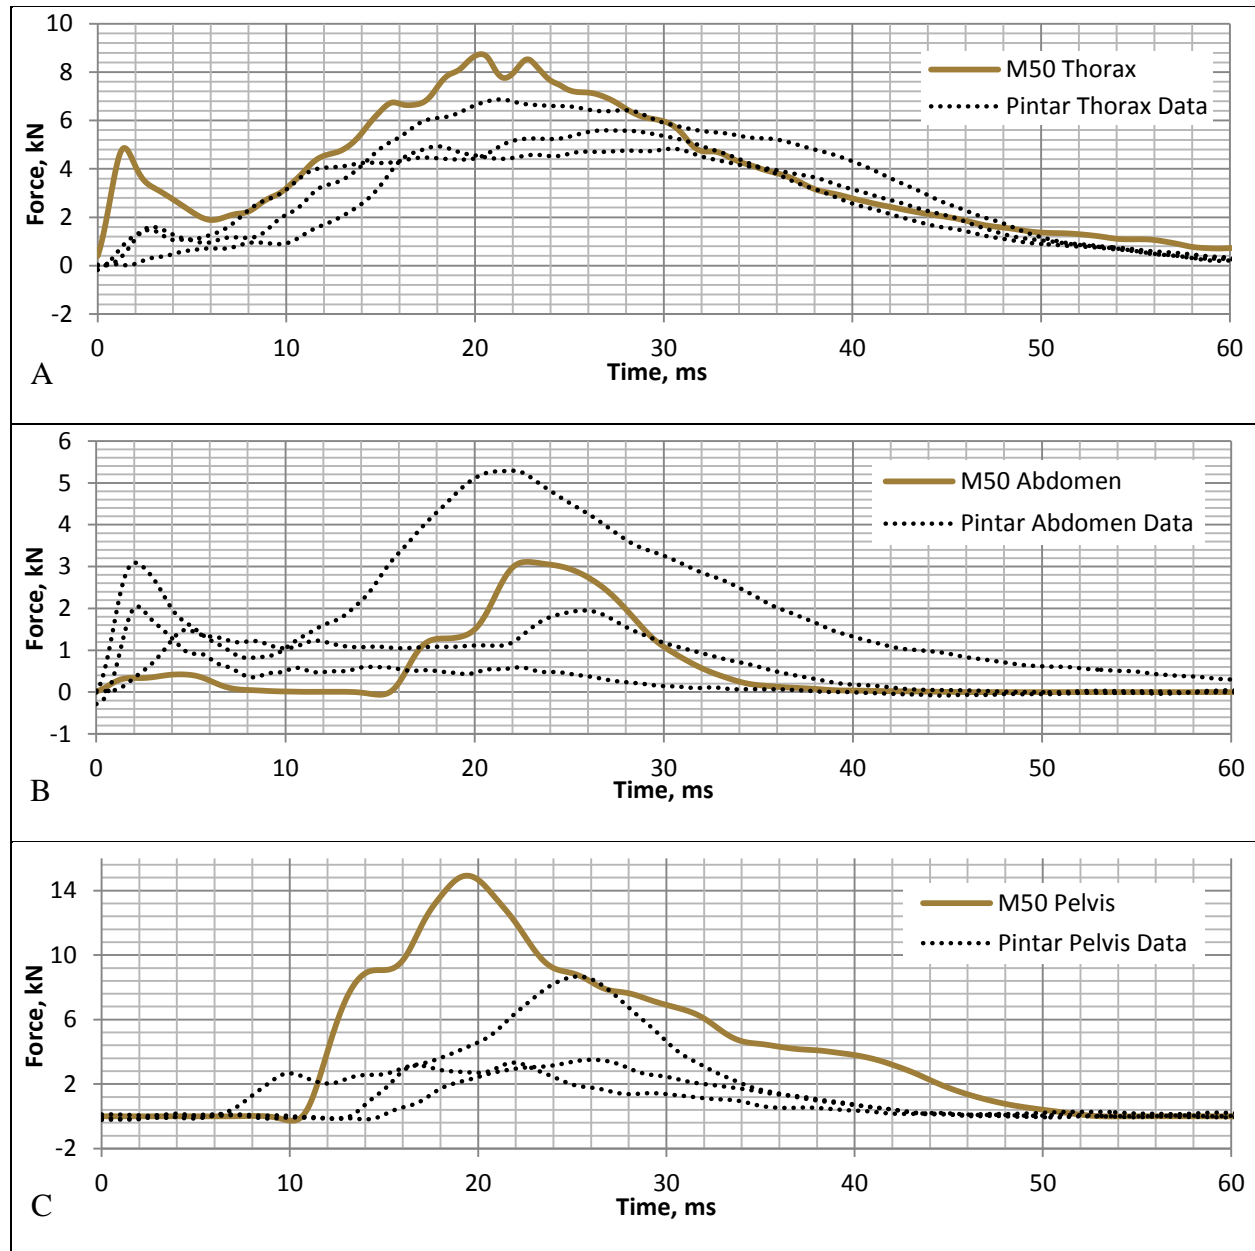 10
8
6
4
2
0
-2
Force, kN
M50 Thorax
Pintar Thorax Data
0 10 20 30 40 50 60
Time, ms
A
6
5
4
3
2
1
0
-1
Force, kN
M50 Abdomen
Pintar Abdomen Data
0 10 20 30 40 50 60
Time, ms
B
14
10
6
2
-2
Force, kN
M50 Pelvis
Pintar Pelvis Data
0 10 20 30 40 50 60
Time, ms
C